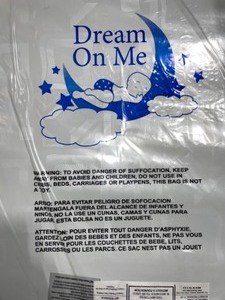 Dream
On Me
WARNING: TO AVOID DANGER OF SUFFOCATION, KEEP
AWAY FROM BABIES AND CHILDREN, DO NOT USE IN
CRIBS, BEDS, CARRIAGES OR PLAYPENS, THIS BAG IS NOT
A TOY.
AVISO: PARA EVITAR PELIGRO DE SOFOCACION
MANTENGALA FUERA DEL ALCANCE DE INFANTES Y
NINOS, NO LA USE UN CUNAS, CAMAS Y CUNAS PARA
JUGAR, ESTA BOLSA NO ES UN JUGUETE.
ATTENTION: POUR EVITER TOUT DANGER D'ASPHYXIE,
GARDEZ LOIN DES BEBES ET DES ENFANTS, NE PAS VOUS
EN SERVIR POUR LES COUCHETTES DE BEBE, LITS,
CARROSSES OU LES PARCS. CE SAC NEST PAS UN JOUET